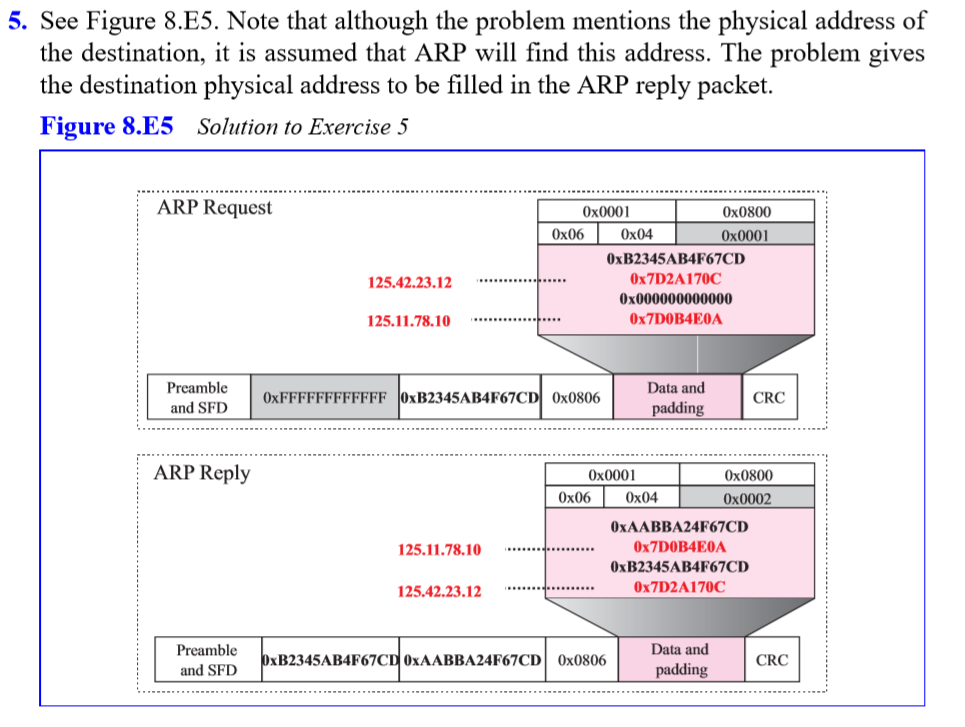 5. See Figure 8.E5. Note that although the problem mentions the physical address of
the destination, it is assumed that ARP will find this address. The problem gives
the destination physical address to be filled in the ARP reply packet.
Figure 8.E5 Solution to Exercise 5
ARP Request
0x0001 0x0800
0x06 0x04 0x0001
0xB2345AB4F67CD
125.42.23.12 0x7D2A170C
0x000000000000
125.11.78.10 0x7D0B4E0A
Preamble and SFD 0xFFFFFFFFFFFF 0xB2345AB4F67CD 0x0806 Data and padding CRC
ARP Reply
0x0001 0x0800
0x06 0x04 0x0002
0xAABBA24F67CD
125.11.78.10 0x7D0B4E0A
0xB2345AB4F67CD
125.42.23.12 0x7D2A170C
Preamble and SFD 0xB2345AB4F67CD 0xAABBA24F67CD 0x0806 Data and padding CRC